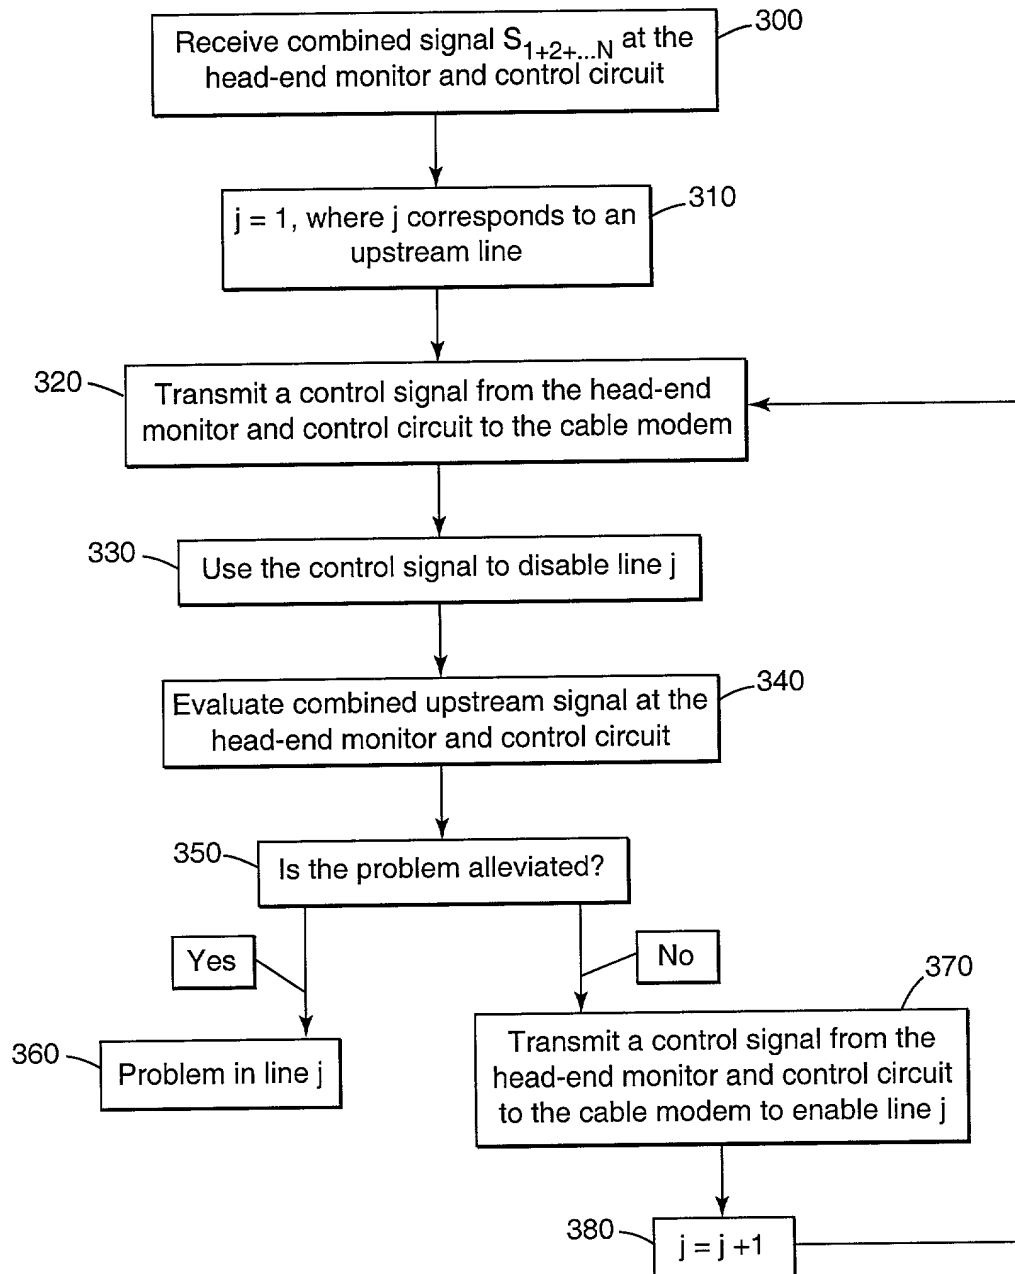 Receive combined signal S1+2+...N at the
head-end monitor and control circuit
300
j = 1, where j corresponds to an
upstream line
310
320
Transmit a control signal from the head-end
monitor and control circuit to the cable modem
330
Use the control signal to disable line j
Evaluate combined upstream signal at the
head-end monitor and control circuit
340
350
Is the problem alleviated?
Yes
No
360
Problem in line j
370
Transmit a control signal from the
head-end monitor and control circuit
to the cable modem to enable line j
380
j = j +1